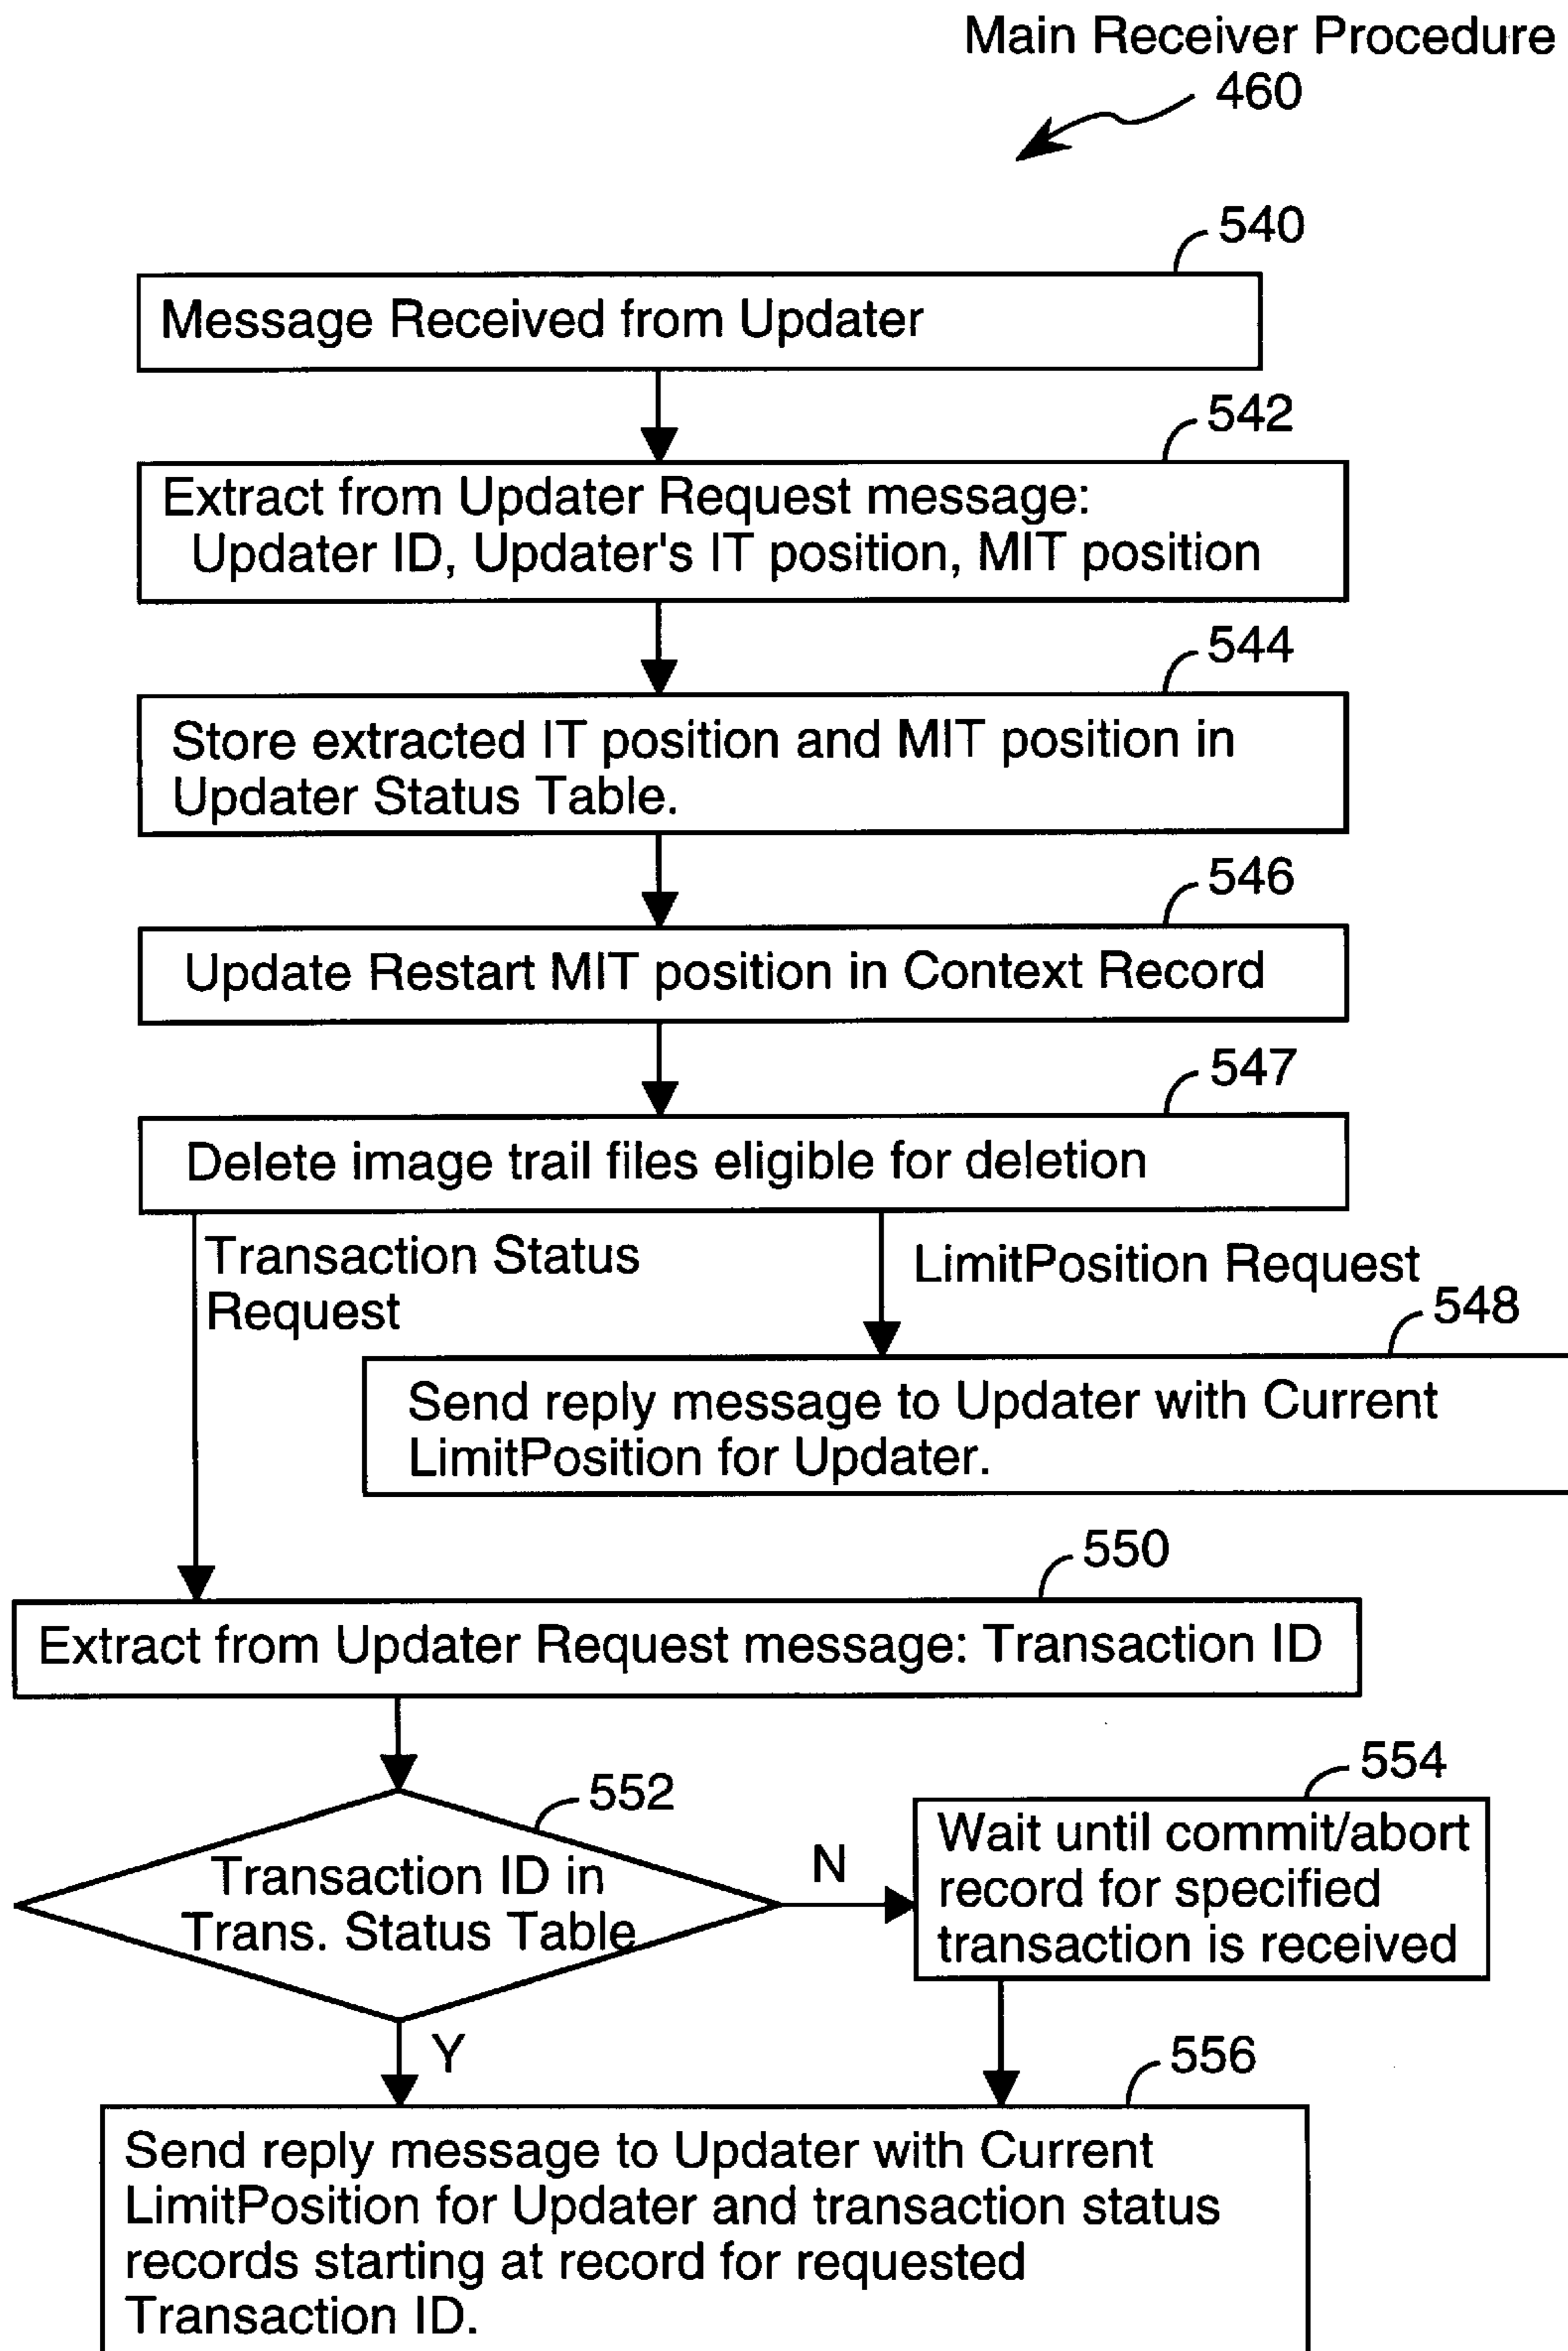 Main Receiver Procedure
460
540
Message Received from Updater
542
Extract from Updater Request message:
Updater ID, Updater's IT position, MIT position
544
Store extracted IT position and MIT position in
Updater Status Table.
546
Update Restart MIT position in Context Record
547
Delete image trail files eligible for deletion
Transaction Status
Request
LimitPosition Request
548
Send reply message to Updater with Current
LimitPosition for Updater.
550
Extract from Updater Request message: Transaction ID
552
Transaction ID in
Trans. Status Table
N
554
Wait until commit/abort
record for specified
transaction is received
Y
556
Send reply message to Updater with Current
LimitPosition for Updater and transaction status
records starting at record for requested
Transaction ID.